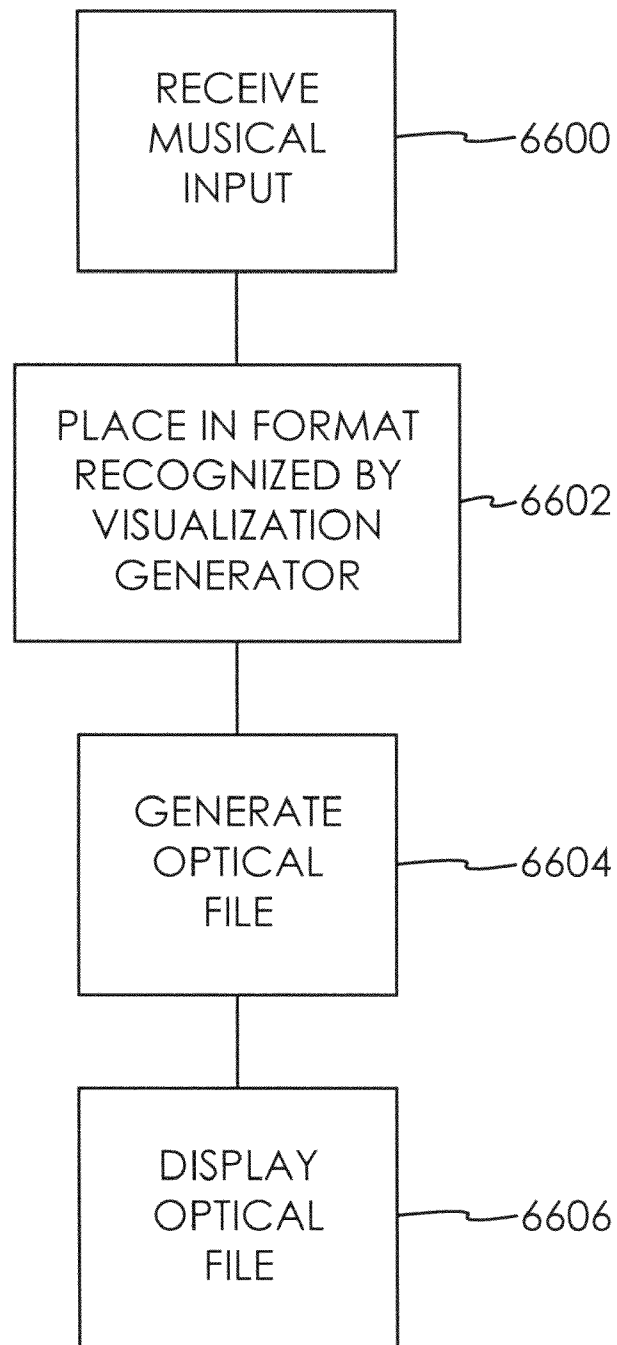 RECEIVE
MUSICAL
INPUT
6600
PLACE IN FORMAT
RECOGNIZED BY
VISUALIZATION
GENERATOR
6602
GENERATE
OPTICAL
FILE
6604
DISPLAY
OPTICAL
FILE
6606